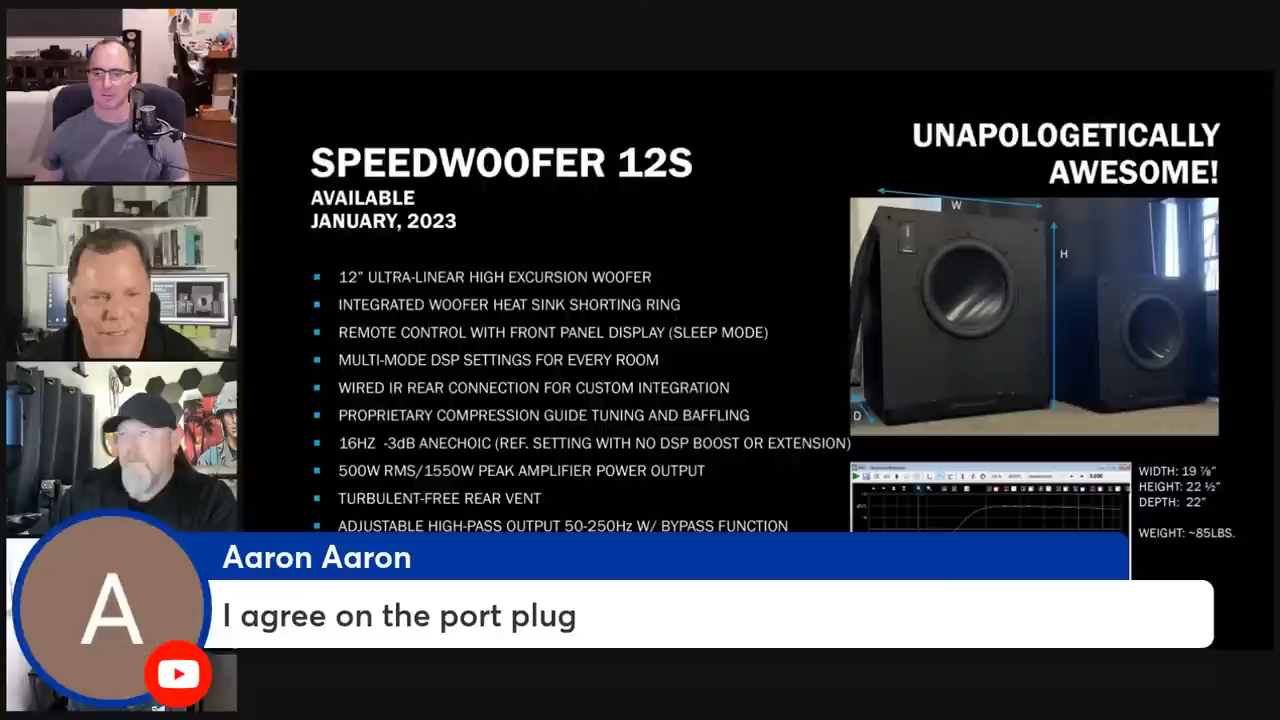 SPEEDWOOFER 12S
AVAILABLE
JANUARY, 2023
UNAPOLOGETICALLY
AWESOME!
12” ULTRA-LINEAR HIGH EXCURSION WOOFER
INTEGRATED WOOFER HEAT SINK SHORTING RING
REMOTE CONTROL WITH FRONT PANEL DISPLAY (SLEEP MODE)
MULTI-MODE DSP SETTINGS FOR EVERY ROOM
WIRED IR REAR CONNECTION FOR CUSTOM INTEGRATION
PROPRIETARY COMPRESSION GUIDE TUNING AND BAFFLING
16HZ -3dB ANECHOIC (REF. SETTING WITH NO DSP BOOST OR EXTENSION)
500W RMS/1550W PEAK AMPLIFIER POWER OUTPUT
TURBULENT-FREE REAR VENT
ADJUSTABLE HIGH-PASS OUTPUT 50-250Hz W/ BYPASS FUNCTION
W
H
D
WIDTH: 19 ⅞”
HEIGHT: 22 ½”
DEPTH: 22”
WEIGHT: ~85LBS.
A
Aaron Aaron
I agree on the port plug